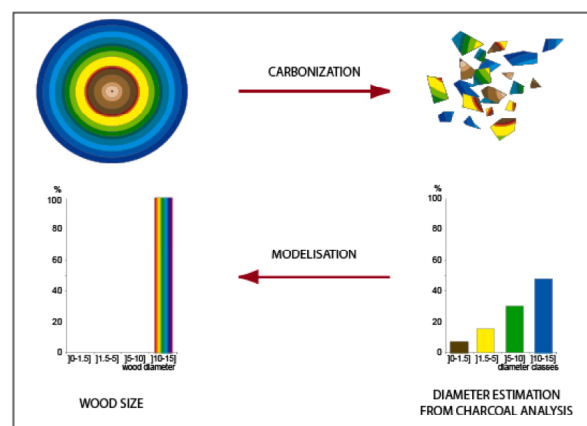 CARBONIZATION
%
100
80
60
40
20
0
]0-1.5] ]1.5-5] ]5-10] ]10-15]
wood diameter
WOOD SIZE
MODELISATION
%
100
80
60
40
20
0
]0-1.5] ]1.5-5] ]5-10] ]10-15]
diameter classes
DIAMETER ESTIMATION
FROM CHARCOAL ANALYSIS